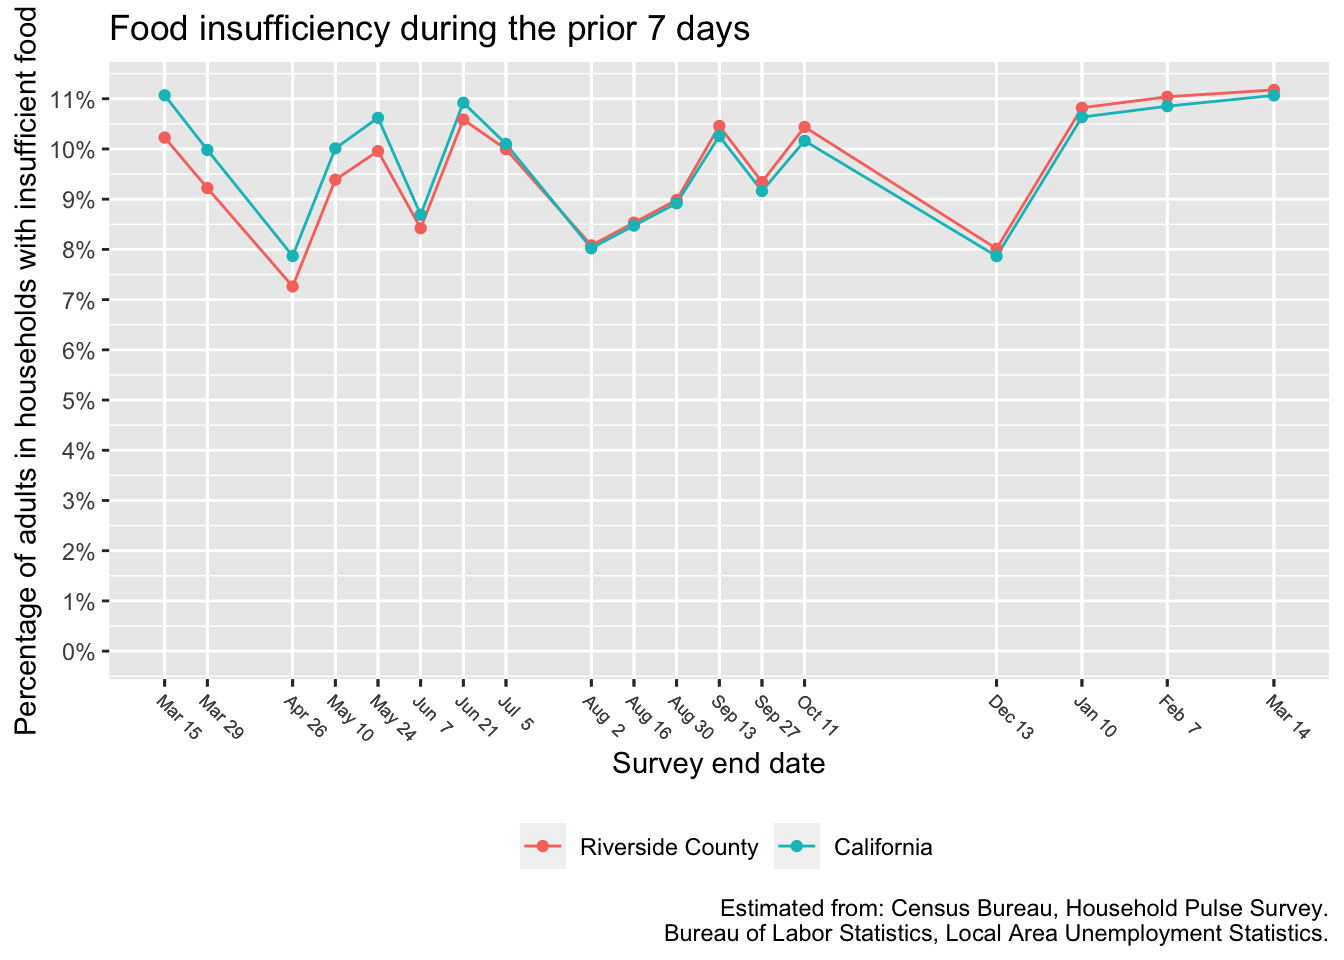 Food insufficiency during the prior 7 days
Percentage of adults in households with insufficient food
11%
10%
9%
8%
7%
6%
5%
4%
3%
2%
1%
0%
Mar 15
Mar 29
Apr 26
May 10
May 24
Jun 7
Jun 21
Jul 5
Aug 2
Aug 16
Aug 30
Sep 13
Sep 27
Oct 11
Dec 13
Jan 10
Feb 7
Mar 14
Survey end date
Riverside County
California
Estimated from: Census Bureau, Household Pulse Survey.
Bureau of Labor Statistics, Local Area Unemployment Statistics.